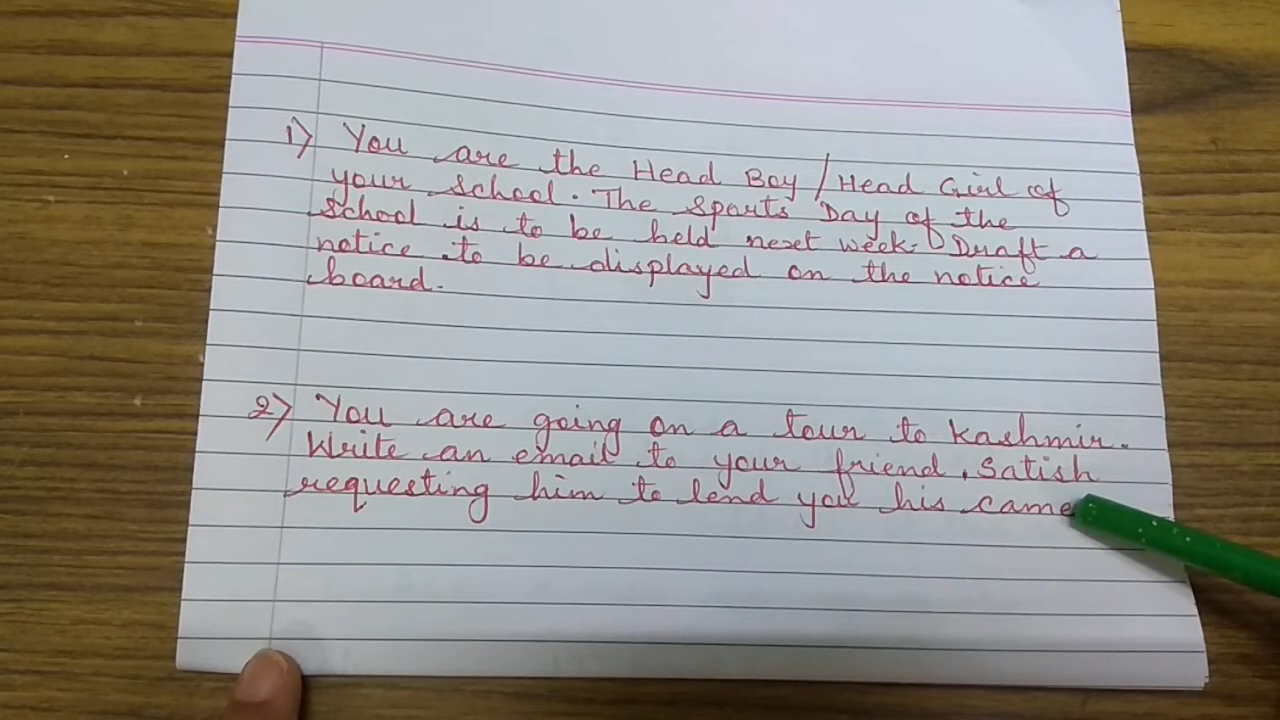 1) You are the Head Boy / Head Girl of
your school. The Sports Day of the
School is to be held next week. Draft a
notice to be displayed on the notice
board.
2) You are going on a tour to Kashmir.
Write an email to your friend, Satish
requesting him to lend you his came